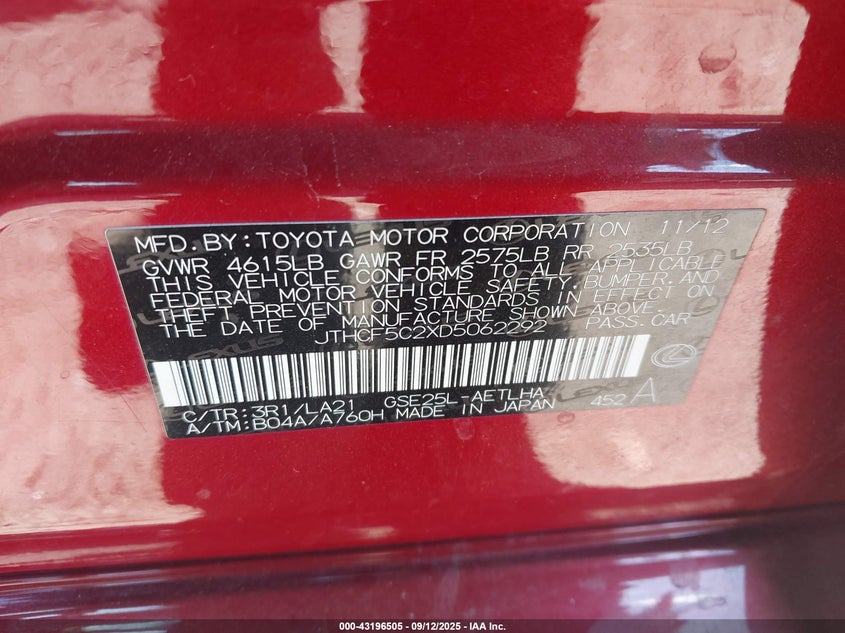 MFD. BY: TOYOTA MOTOR CORPORATION 11/12
GVWR 4615LB GAWR FR 2575LB RR 2535LB
THIS VEHICLE CONFORMS TO ALL APPLICABLE
FEDERAL MOTOR VEHICLE SAFETY, BUMPER, AND
THEFT PREVENTION STANDARDS IN EFFECT ON
THE DATE OF MANUFACTURE SHOWN ABOVE.
JTHCF5C2XD5062292 PASS. CAR
C/TR: 3R1/LA21 GSE25L-AETLHA
A/TM: B04A/A760H MADE IN JAPAN 452 A
LEXUS
000-43196505 - 09/12/2025 - IAA Inc.